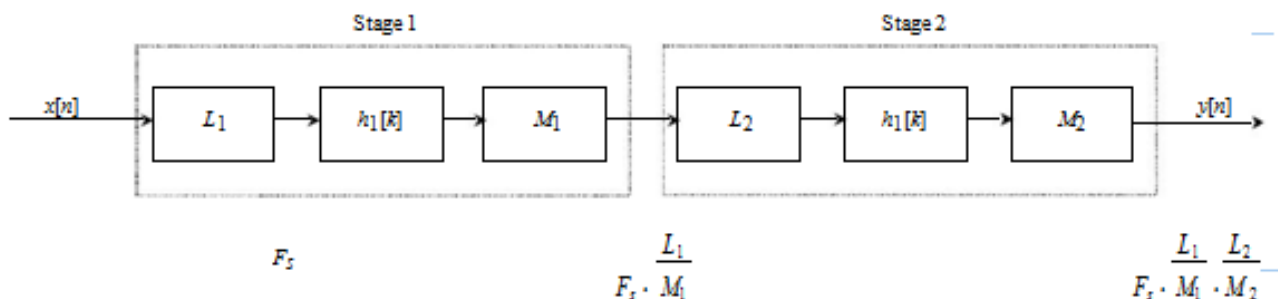 Stage 1 Stage 2
x[n] L₁ h₁[k] M₁ L₂ h₁[k] M₂ y[n]
Fₛ Fₛ · L₁/M₁ Fₛ · L₁/M₁ · L₂/M₂